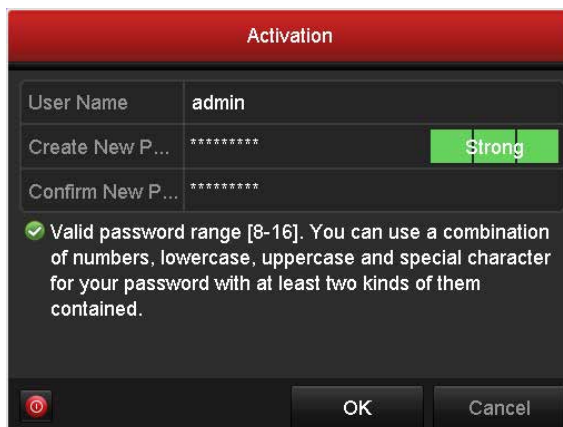 Activation
User Name admin
Create New P... ********* Strong
Confirm New P... *********
Valid password range [8-16]. You can use a combination
of numbers, lowercase, uppercase and special character
for your password with at least two kinds of them
contained.
OK Cancel